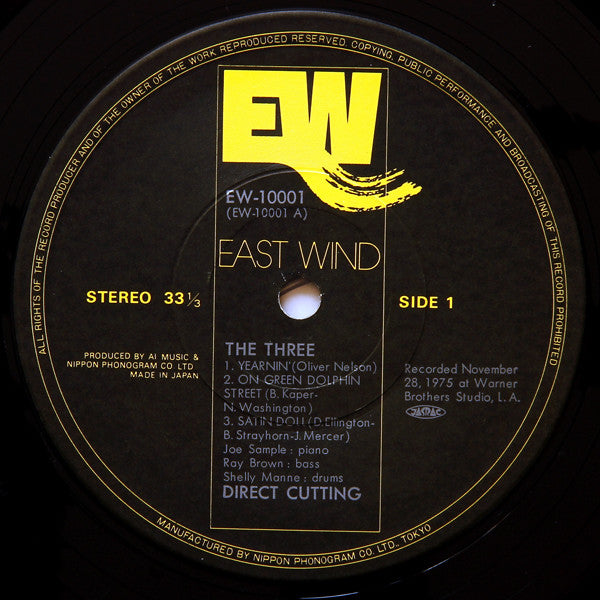 ALL RIGHTS OF THE RECORD PRODUCER AND OF THE OWNER OF THE WORK REPRODUCED RESERVED. COPYING, PUBLIC PERFORMANCE AND BROADCASTING OF THIS RECORD PROHIBITED
EW
EW-10001
(EW-10001 A)
EAST WIND
STEREO 33 1/3
SIDE 1
PRODUCED BY AI MUSIC &
NIPPON PHONOGRAM CO LTD
MADE IN JAPAN
THE THREE
1. YEARNIN' (Oliver Nelson)
2. ON GREEN DOLPHIN
STREET (B. Kaper-
N. Washington)
3. SATIN DOLL (D. Ellington-
B. Strayhorn-J. Mercer)
Joe Sample : piano
Ray Brown : bass
Shelly Manne : drums
DIRECT CUTTING
Recorded November
28, 1975 at Warner
Brothers Studio, L.A.
JASRAC
MANUFACTURED BY NIPPON PHONOGRAM CO. LTD., TOKYO